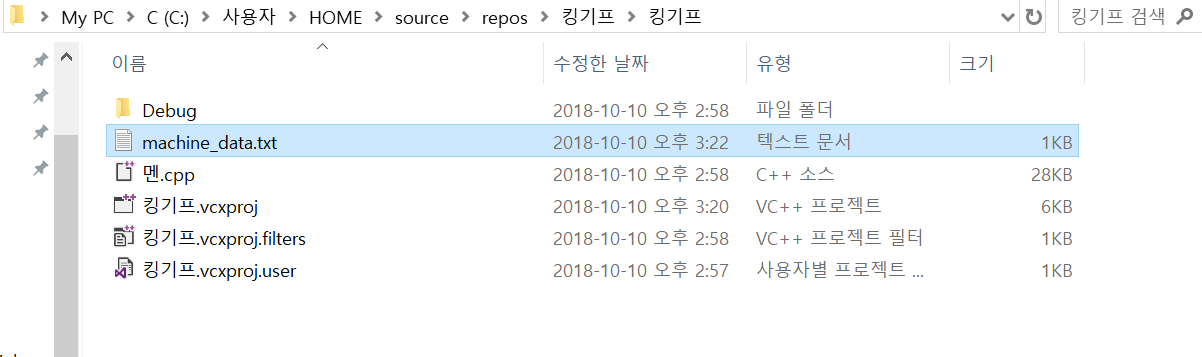 My PC > C (C:) > 사용자 > HOME > source > repos > 킹기프 > 킹기프 킹기프 검색
이름 수정한 날짜 유형 크기
Debug 2018-10-10 오후 2:58 파일 폴더
machine_data.txt 2018-10-10 오후 3:22 텍스트 문서 1KB
멘.cpp 2018-10-10 오후 2:58 C++ 소스 28KB
킹기프.vcxproj 2018-10-10 오후 3:20 VC++ 프로젝트 6KB
킹기프.vcxproj.filters 2018-10-10 오후 2:58 VC++ 프로젝트 필터 1KB
킹기프.vcxproj.user 2018-10-10 오후 2:57 사용자별 프로젝트 ... 1KB